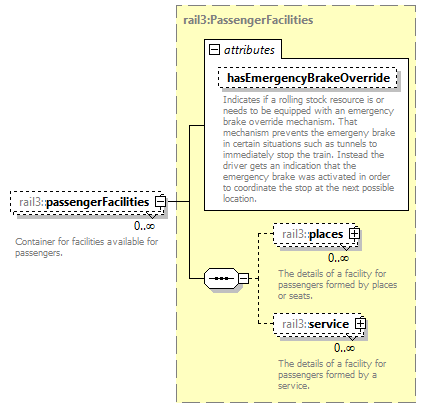 rail3:PassengerFacilities
attributes
hasEmergencyBrakeOverride
Indicates if a rolling stock resource is or
needs to be equipped with an emergency
brake override mechanism. That
mechanism prevents the emergeny brake
in certain situations such as tunnels to
immediately stop the train. Instead the
driver gets an indication that the
emergency brake was activated in order
to coordinate the stop at the next possible
location.
rail3::passengerFacilities
0..∞
Container for facilities available for
passengers.
rail3::places
0..∞
The details of a facility for
passengers formed by places
or seats.
rail3::service
0..∞
The details of a facility for
passengers formed by a
service.